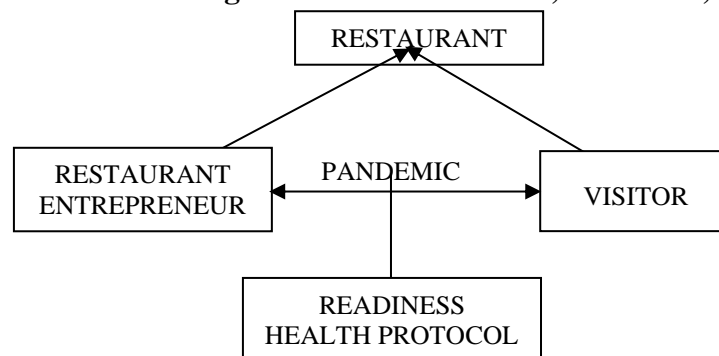 RESTAURANT
RESTAURANT
ENTREPRENEUR
PANDEMIC
VISITOR
READINESS
HEALTH PROTOCOL